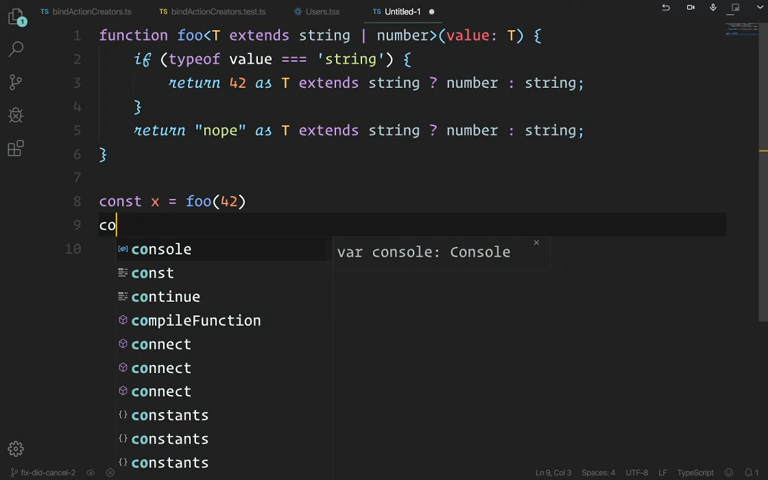 bindActionCreators.ts bindActionCreators.test.ts Users.tsx Untitled-1
1 function foo<T extends string | number>(value: T) {
2 if (typeof value === 'string') {
3 return 42 as T extends string ? number : string;
4 }
5 return "nope" as T extends string ? number : string;
6 }
7
8 const x = foo(42)
9 co
10
console
var console: Console
const
continue
compileFunction
connect
connect
connect
constants
constants
constants
fix-did-cancel-2 Ln 9, Col 3 Spaces: 4 UTF-8 LF TypeScript 1